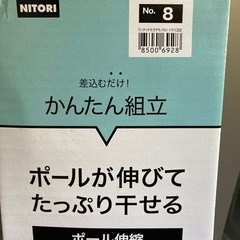 NITORI
No. 8
85006928
差込むだけ!
かんたん組立
ポールが伸びて
たっぷり干せる
ポール伸縮